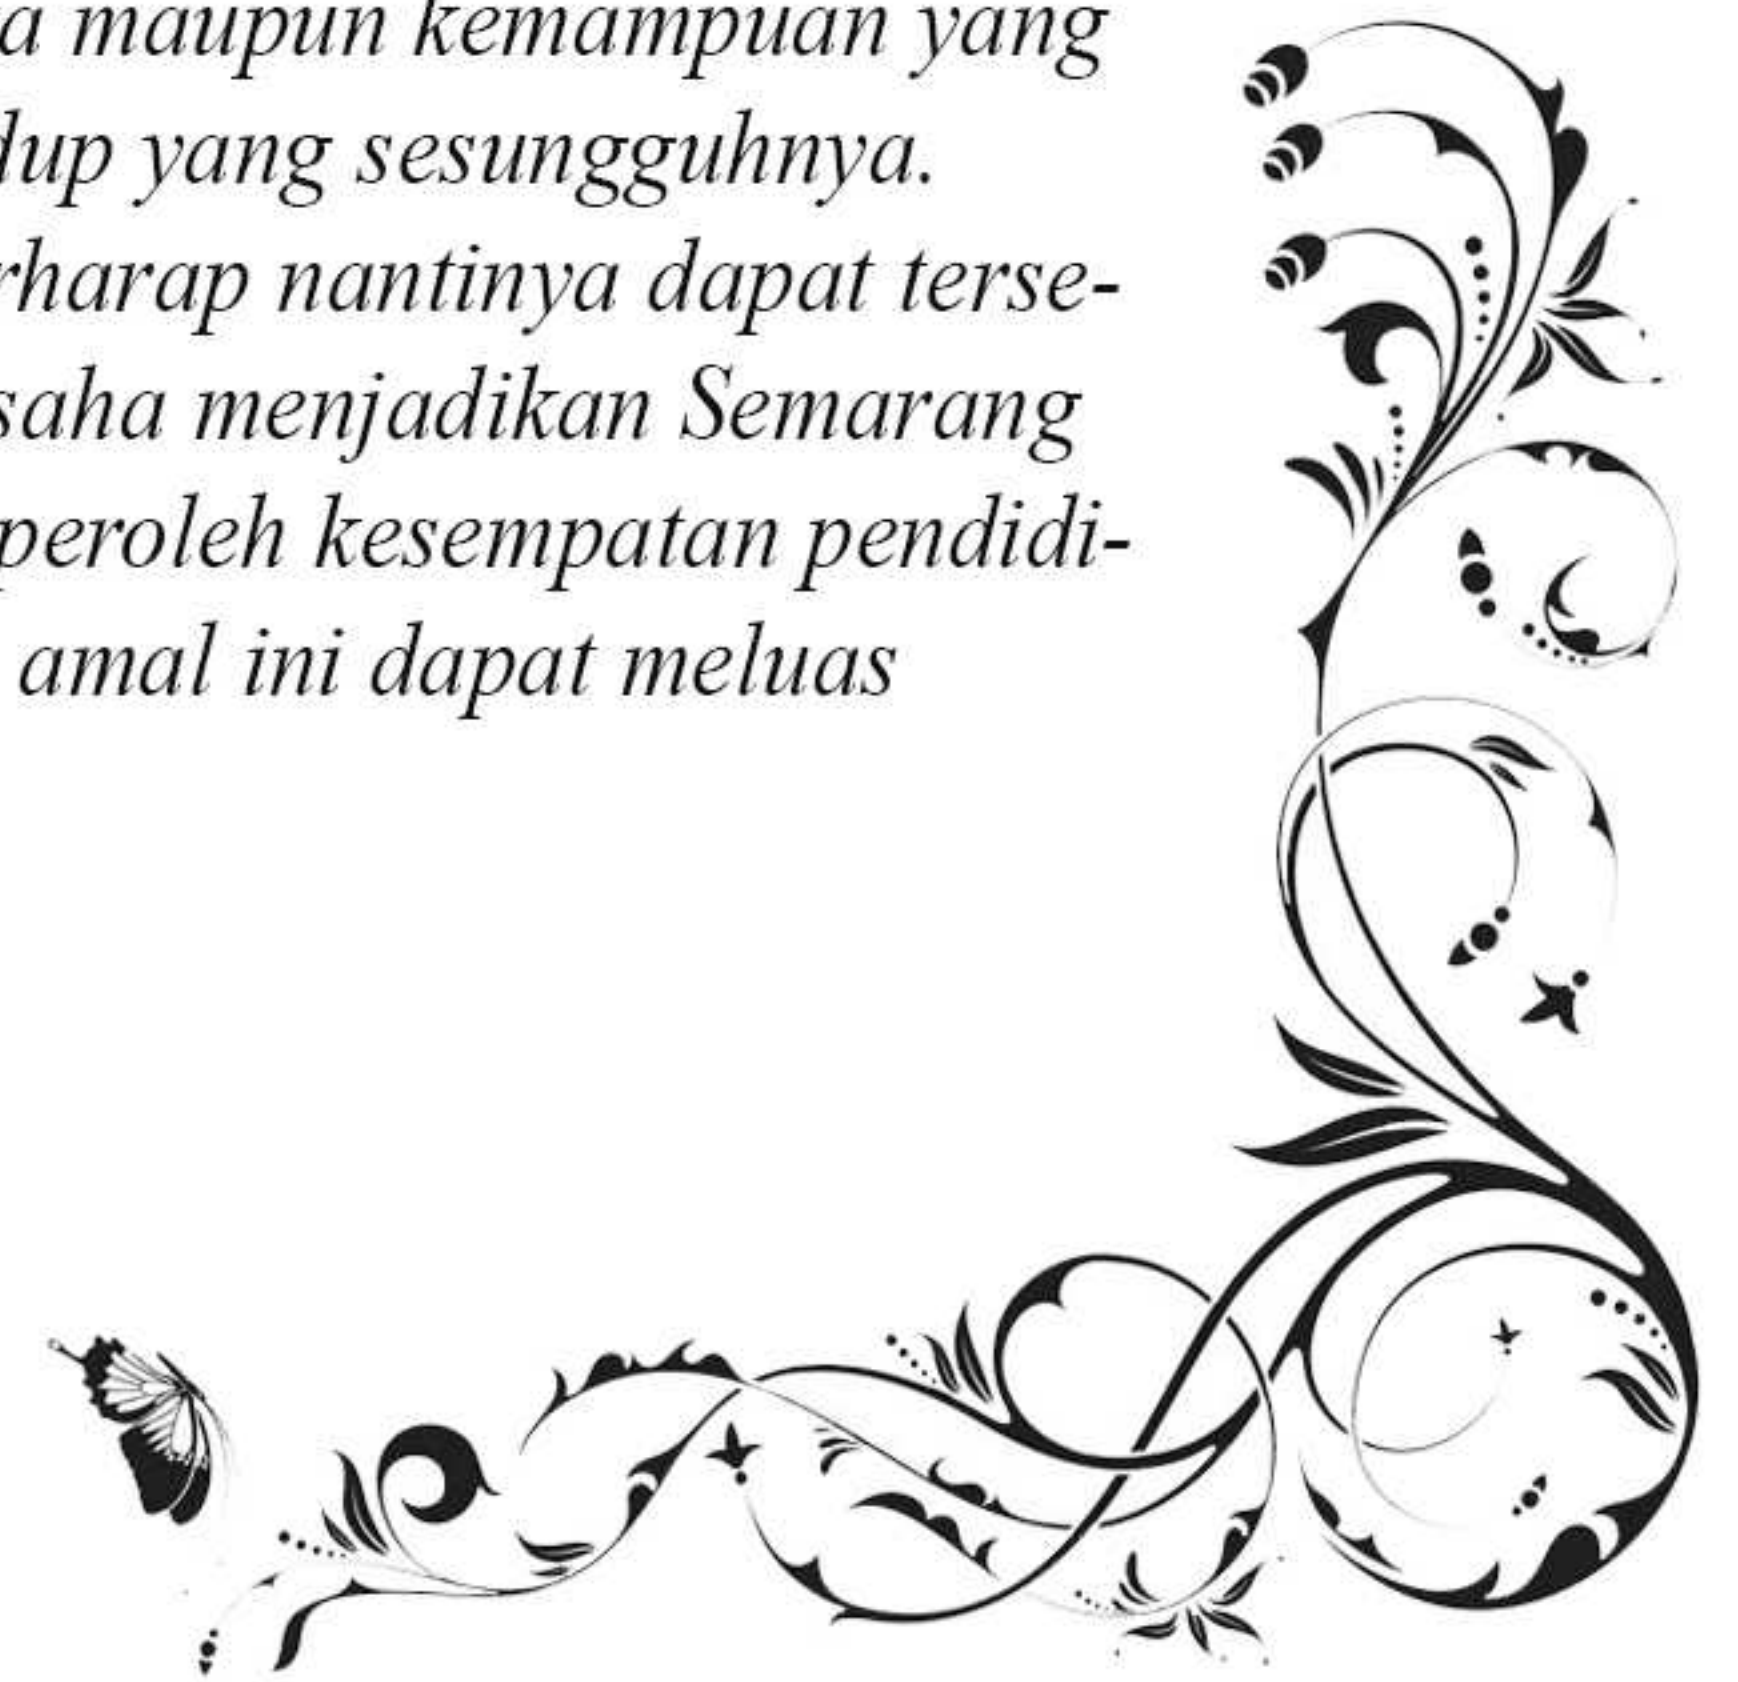 a maupun kemampuan yang
dup yang sesungguhnya.
rharap nantinya dapat terse-
saha menjadikan Semarang
peroleh kesempatan pendidi-
amal ini dapat meluas